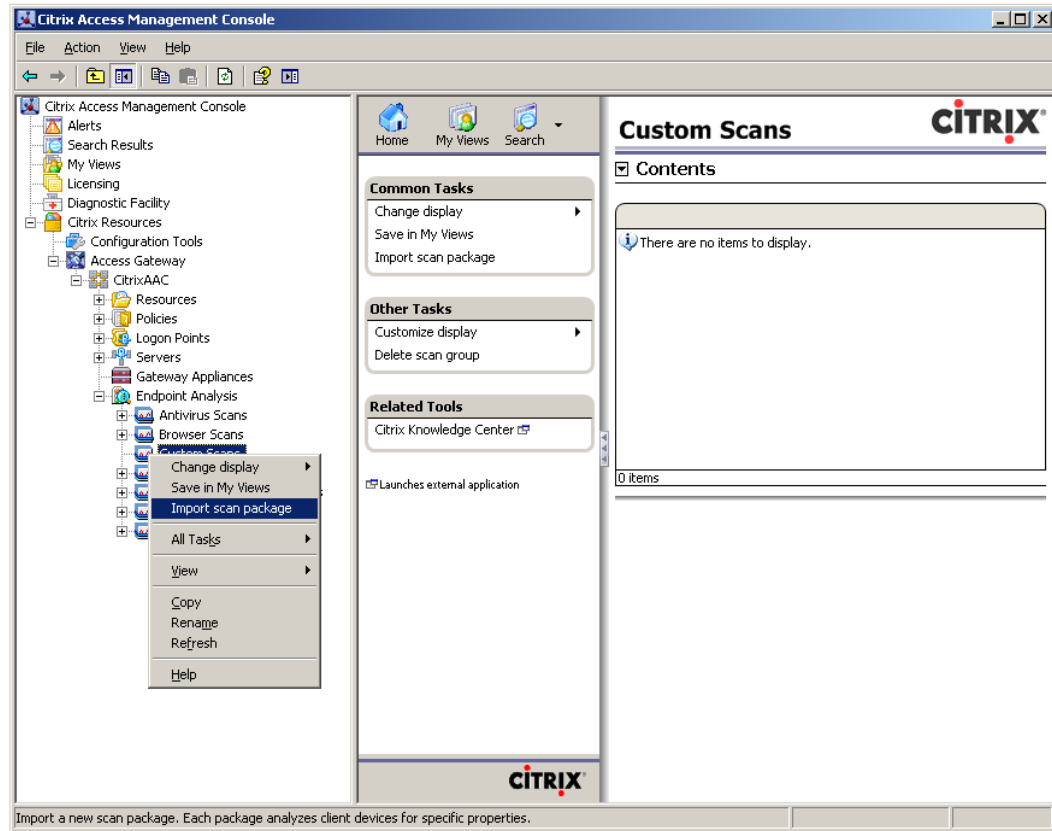 Citrix Access Management Console
File Action View Help
Citrix Access Management Console
Alerts
Search Results
My Views
Licensing
Diagnostic Facility
Citrix Resources
Configuration Tools
Access Gateway
CitrixAAC
Resources
Policies
Logon Points
Servers
Gateway Appliances
Endpoint Analysis
Antivirus Scans
Browser Scans
Custom Scans
Change display
Save in My Views
Import scan package
All Tasks
View
Copy
Rename
Refresh
Help
Home My Views Search
Common Tasks
Change display
Save in My Views
Import scan package
Other Tasks
Customize display
Delete scan group
Related Tools
Citrix Knowledge Center
Launches external application
CITRIX
Custom Scans
CITRIX
Contents
There are no items to display.
0 items
Import a new scan package. Each package analyzes client devices for specific properties.